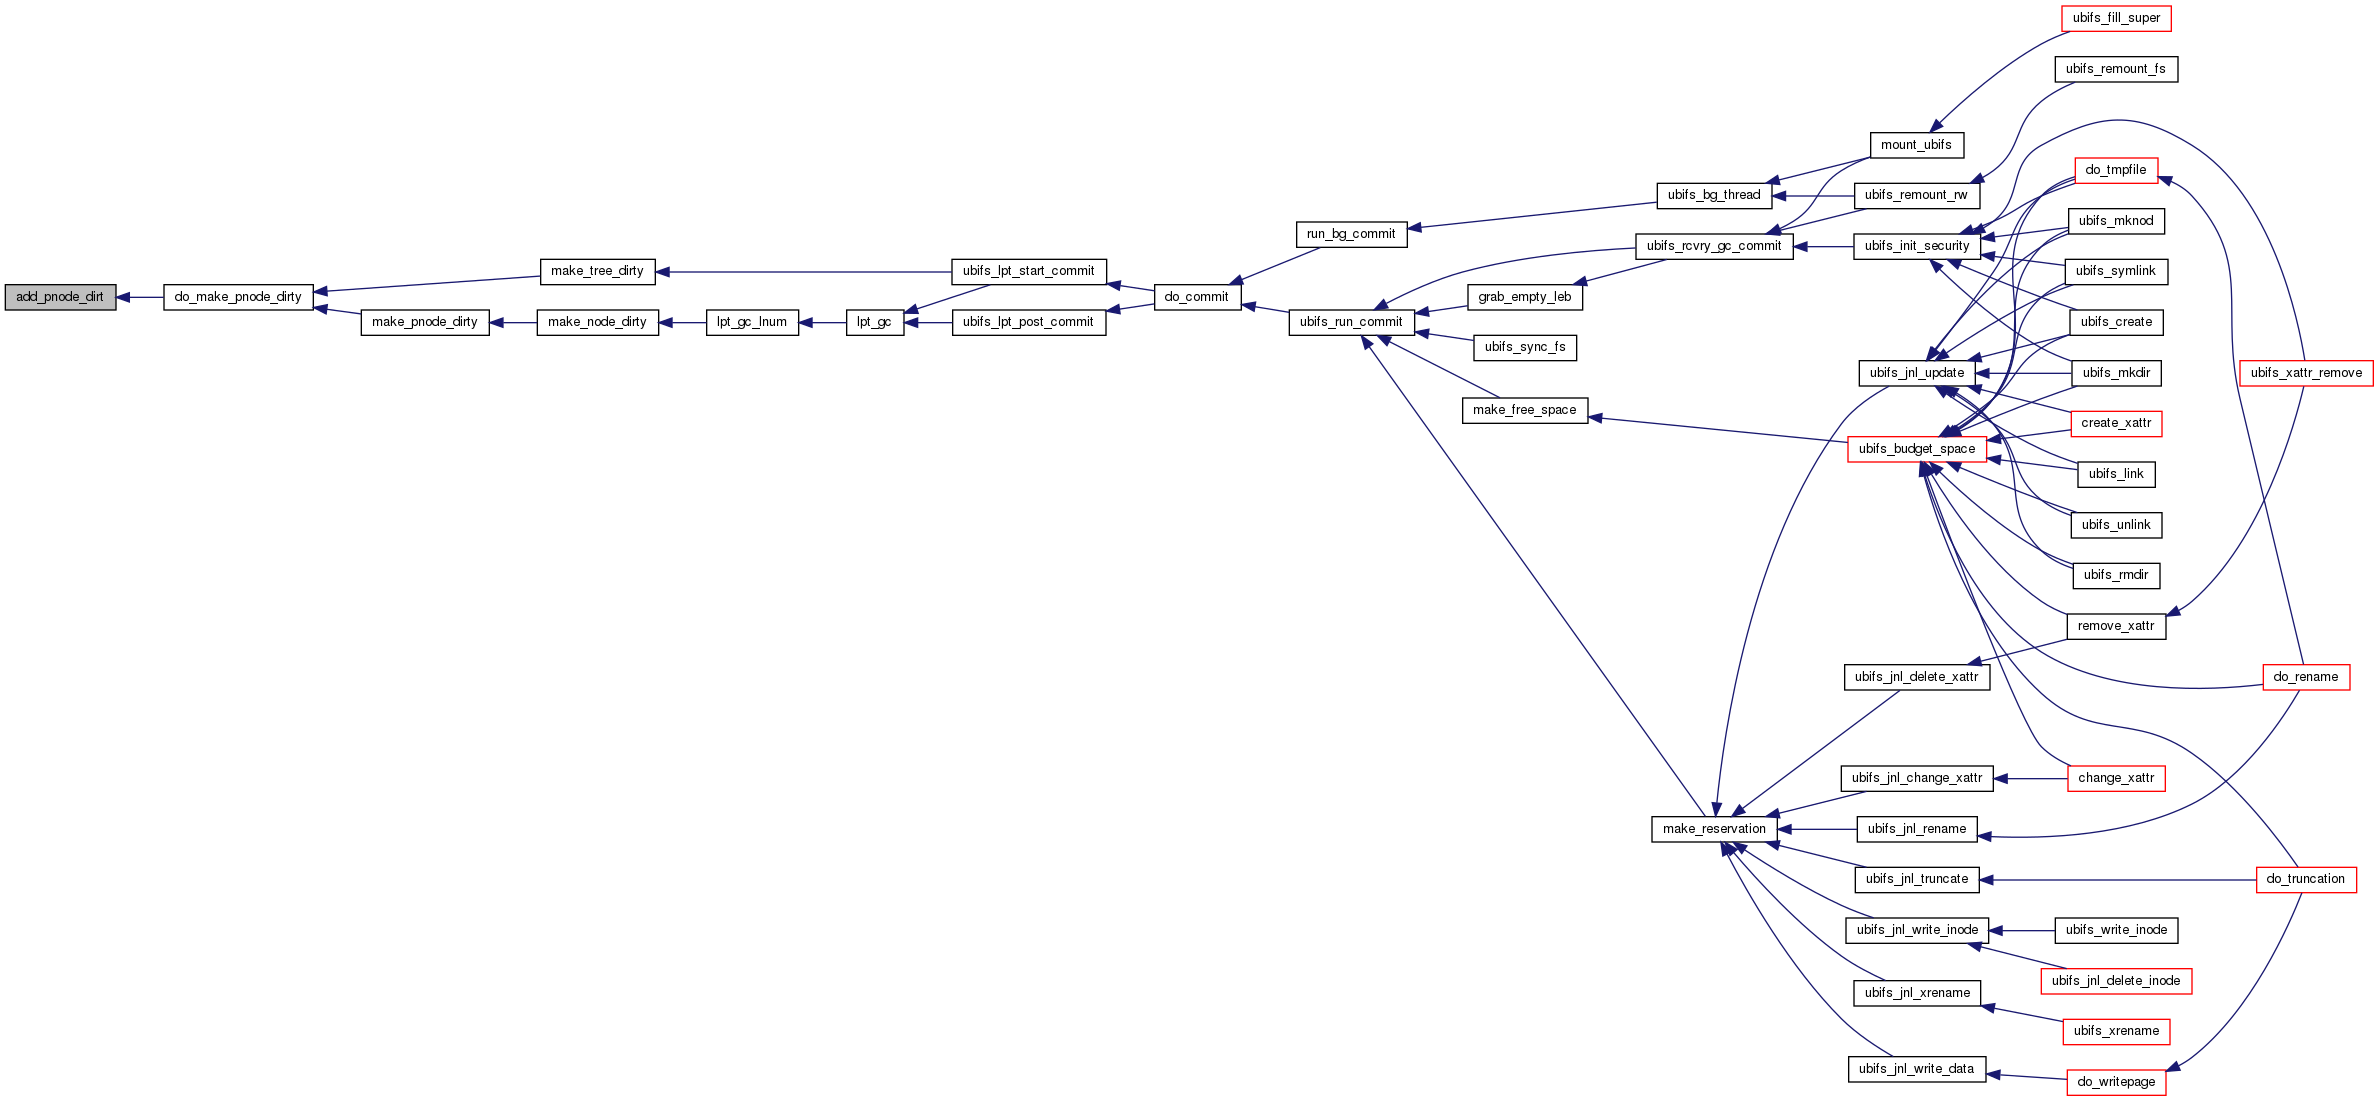 add_pnode_dirt
do_make_pnode_dirty
make_tree_dirty
make_pnode_dirty
make_node_dirty
lpt_gc_lnum
lpt_gc
ubifs_lpt_start_commit
ubifs_lpt_post_commit
do_commit
run_bg_commit
ubifs_run_commit
grab_empty_leb
ubifs_sync_fs
make_free_space
ubifs_bg_thread
ubifs_rcvry_gc_commit
make_reservation
mount_ubifs
ubifs_remount_rw
ubifs_init_security
ubifs_jnl_update
ubifs_budget_space
ubifs_jnl_delete_xattr
ubifs_jnl_change_xattr
ubifs_jnl_rename
ubifs_jnl_truncate
ubifs_jnl_write_inode
ubifs_jnl_xrename
ubifs_jnl_write_data
ubifs_fill_super
ubifs_remount_fs
do_tmpfile
ubifs_mknod
ubifs_symlink
ubifs_create
ubifs_mkdir
create_xattr
ubifs_link
ubifs_unlink
ubifs_rmdir
remove_xattr
change_xattr
ubifs_write_inode
ubifs_jnl_delete_inode
ubifs_xrename
do_writepage
ubifs_xattr_remove
do_rename
do_truncation